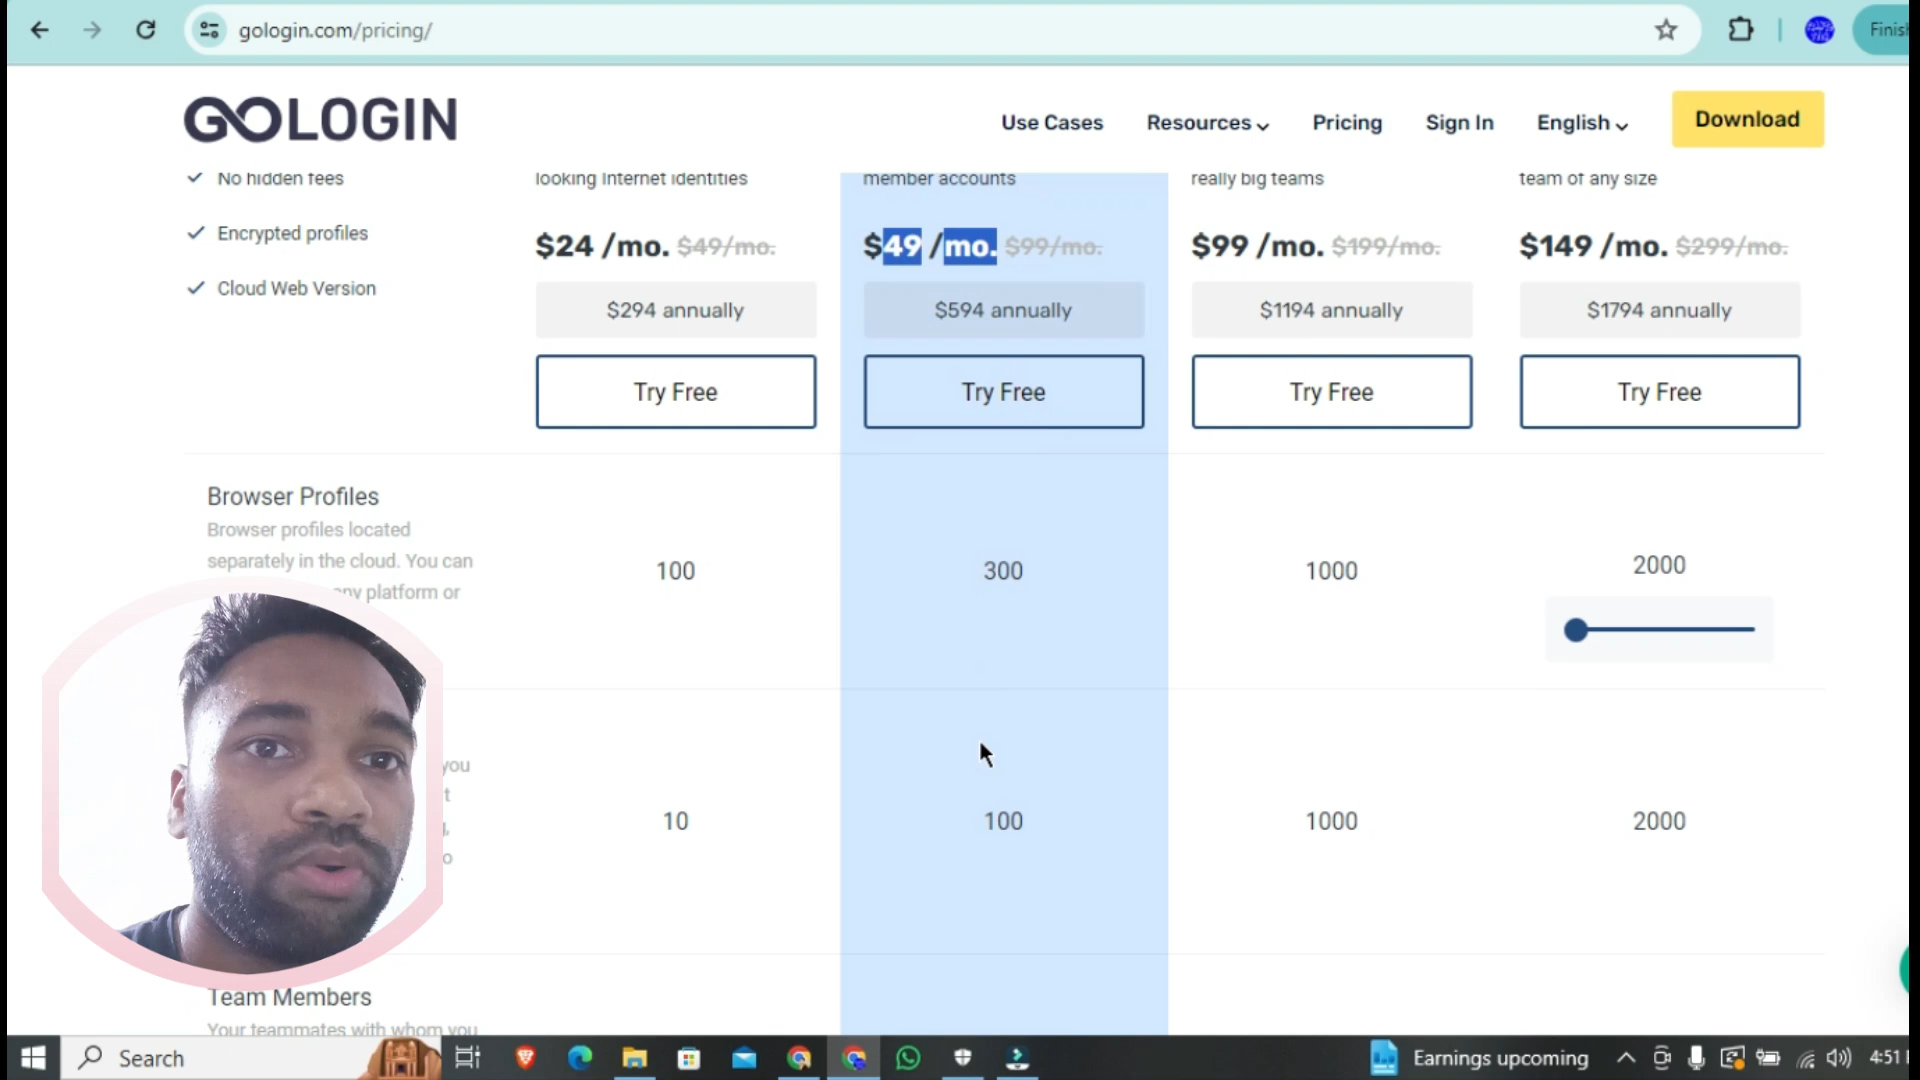 gologin.com/pricing/
Finis
GOLOGIN
Use Cases
Resources
Pricing
Sign In
English
Download
No hidden fees
looking Internet identities
member accounts
really big teams
team of any size
Encrypted profiles
$24 /mo. $49/mo.
$49 /mo. $99/mo.
$99 /mo. $199/mo.
$149 /mo. $299/mo.
Cloud Web Version
$294 annually
$594 annually
$1194 annually
$1794 annually
Try Free
Try Free
Try Free
Try Free
Browser Profiles
Browser profiles located
separately in the cloud. You can
any platform or
100
300
1000
2000
you
t
o
10
100
1000
2000
Team Members
Your teammates with whom you
Search
Earnings upcoming
4:51